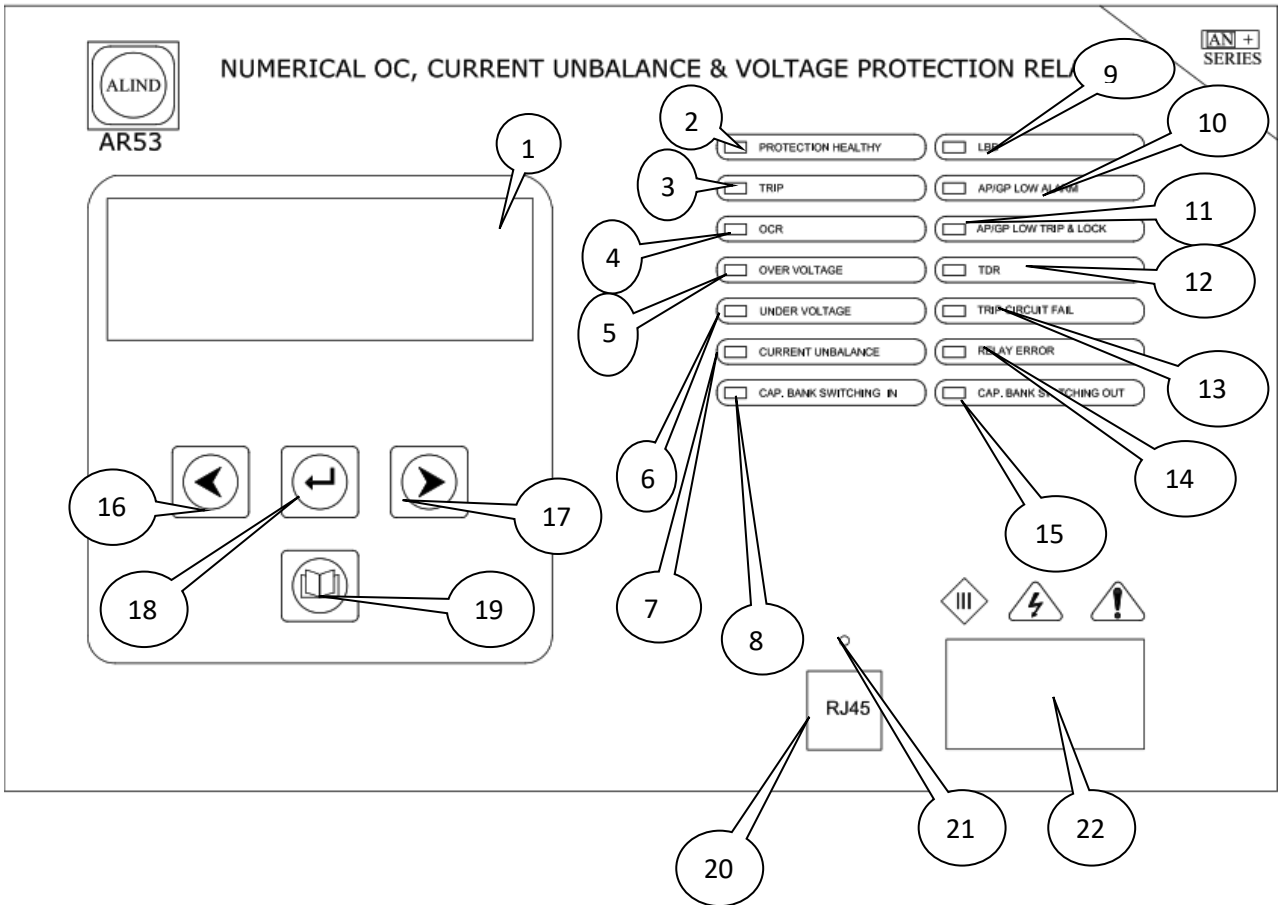 ALIND
AR53
NUMERICAL OC, CURRENT UNBALANCE & VOLTAGE PROTECTION
AN +
SERIES
1
2
3
4
5
6
7
8
9
10
11
12
13
14
15
PROTECTION HEALTHY
TRIP
AP/GP LOW ALARM
OCR
AP/GP LOW TRIP & LOCK
OVER VOLTAGE
TDR
UNDER VOLTAGE
TRIP CIRCUIT FAIL
CURRENT UNBALANCE
RELAY ERROR
CAP. BANK SWITCHING IN
CAP. BANK SWITCHING OUT
16
17
18
19
RJ45
20
21
22